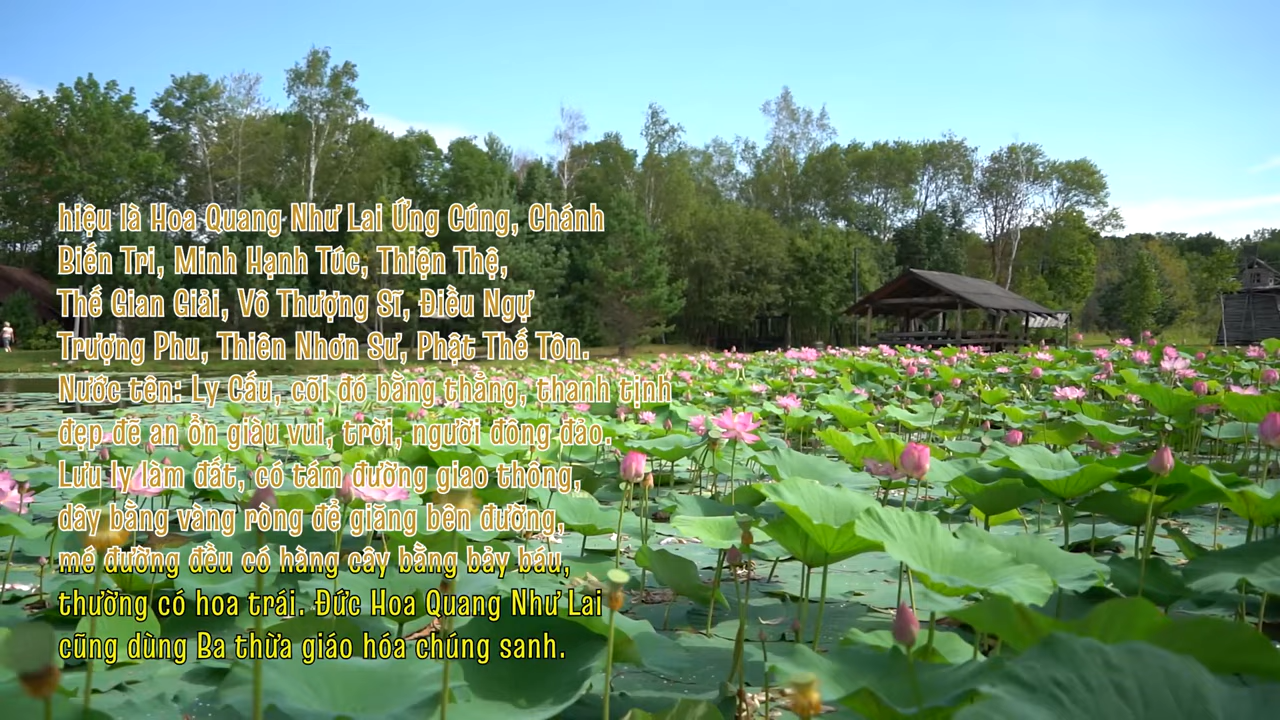 hiệu là Hoa Quang Như Lai Ứng Cúng, Chánh
Biến Tri, Minh Hạnh Túc, Thiện Thệ,
Thế Gian Giải, Vô Thượng Sĩ, Điều Ngự
Trượng Phu, Thiên Nhơn Sư, Phật Thế Tôn.
Nước tên: Ly Cấu, cõi đó bằng thẳng, thanh tịnh
đẹp đẽ an ổn giàu vui, trời, người đông đảo.
Lưu ly làm đất, có tám đường giao thông,
dây bằng vàng ròng để giăng bên đường,
mé đường đều có hàng cây bằng bảy báu,
thường có hoa trái. Đức Hoa Quang Như Lai
cũng dùng Ba thừa giáo hóa chúng sanh.